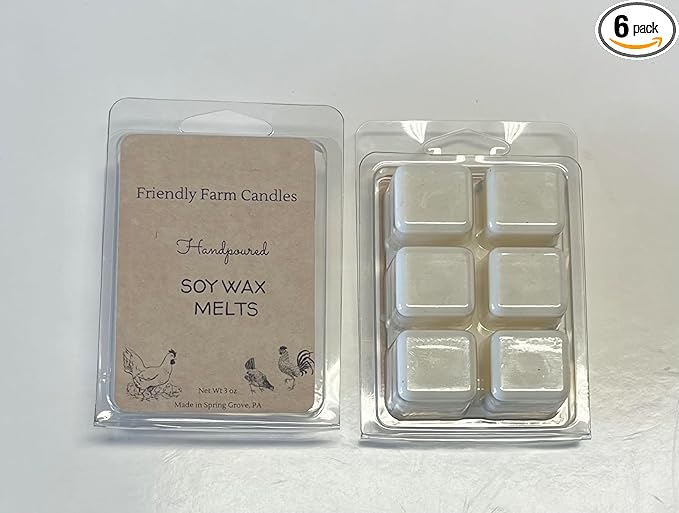 6
pack
Friendly Farm Candles
Handpoured
SOY WAX
MELTS
Net Wt 3 oz
Made in Spring Grove, PA